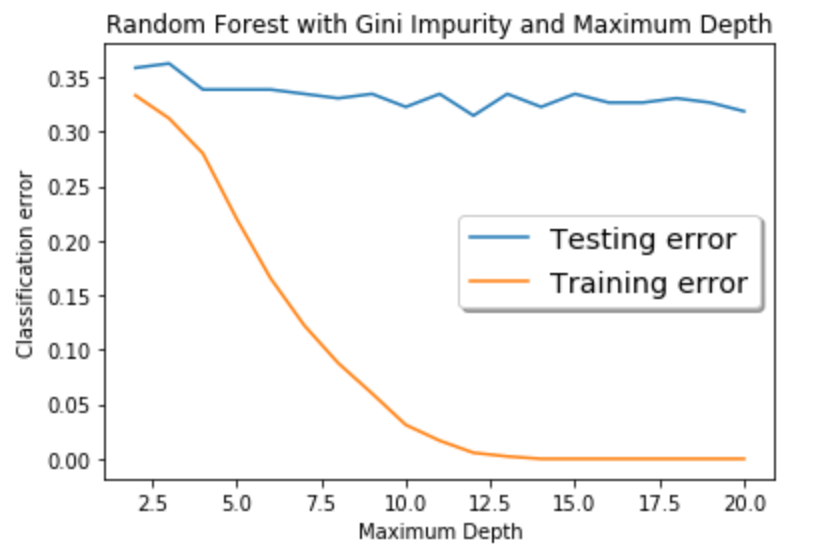 Random Forest with Gini Impurity and Maximum Depth
0.35
0.30
0.25
0.20
0.15
0.10
0.05
0.00
Classification error
Testing error
Training error
2.5 5.0 7.5 10.0 12.5 15.0 17.5 20.0
Maximum Depth